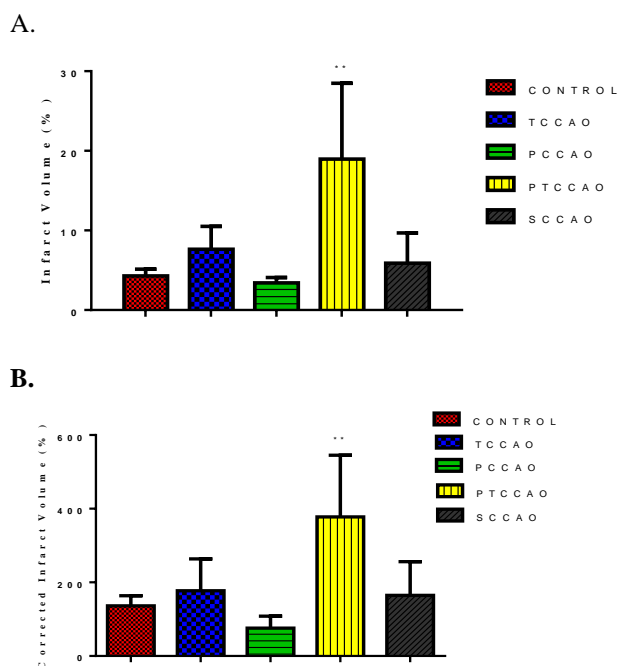 A.
**
30
20
10
0
Infarct Volume (%)
CONTROL
TCCAO
PCCAO
PTCCAO
SCCAO
B.
**
600
400
200
0
Corrected Infarct Volume (%)
CONTROL
TCCAO
PCCAO
PTCCAO
SCCAO